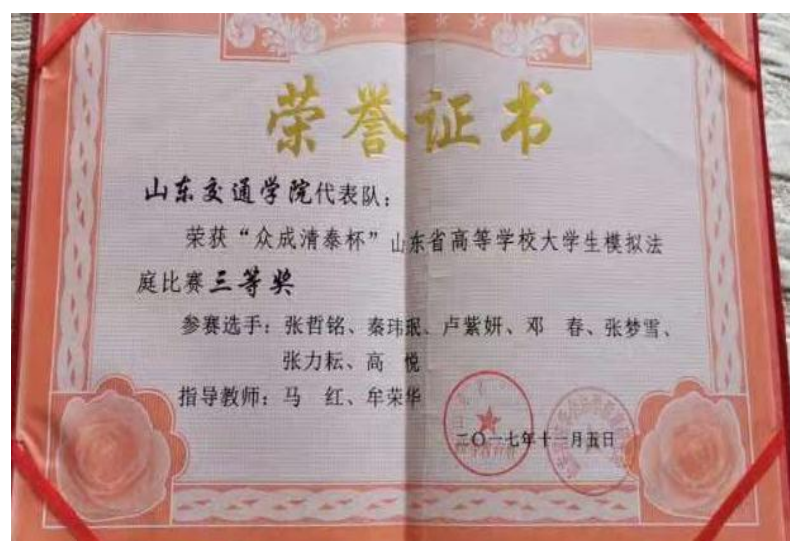 荣誉证书
山东交通学院代表队：
荣获“众成清泰杯”山东省高等学校大学生模拟法
庭比赛三等奖
参赛选手：张哲铭、秦玮珉、卢紫妍、邓 春、张梦雪、
张力耘、高 悦
指导教师：马 红、牟荣华
二〇一七年十一月五日